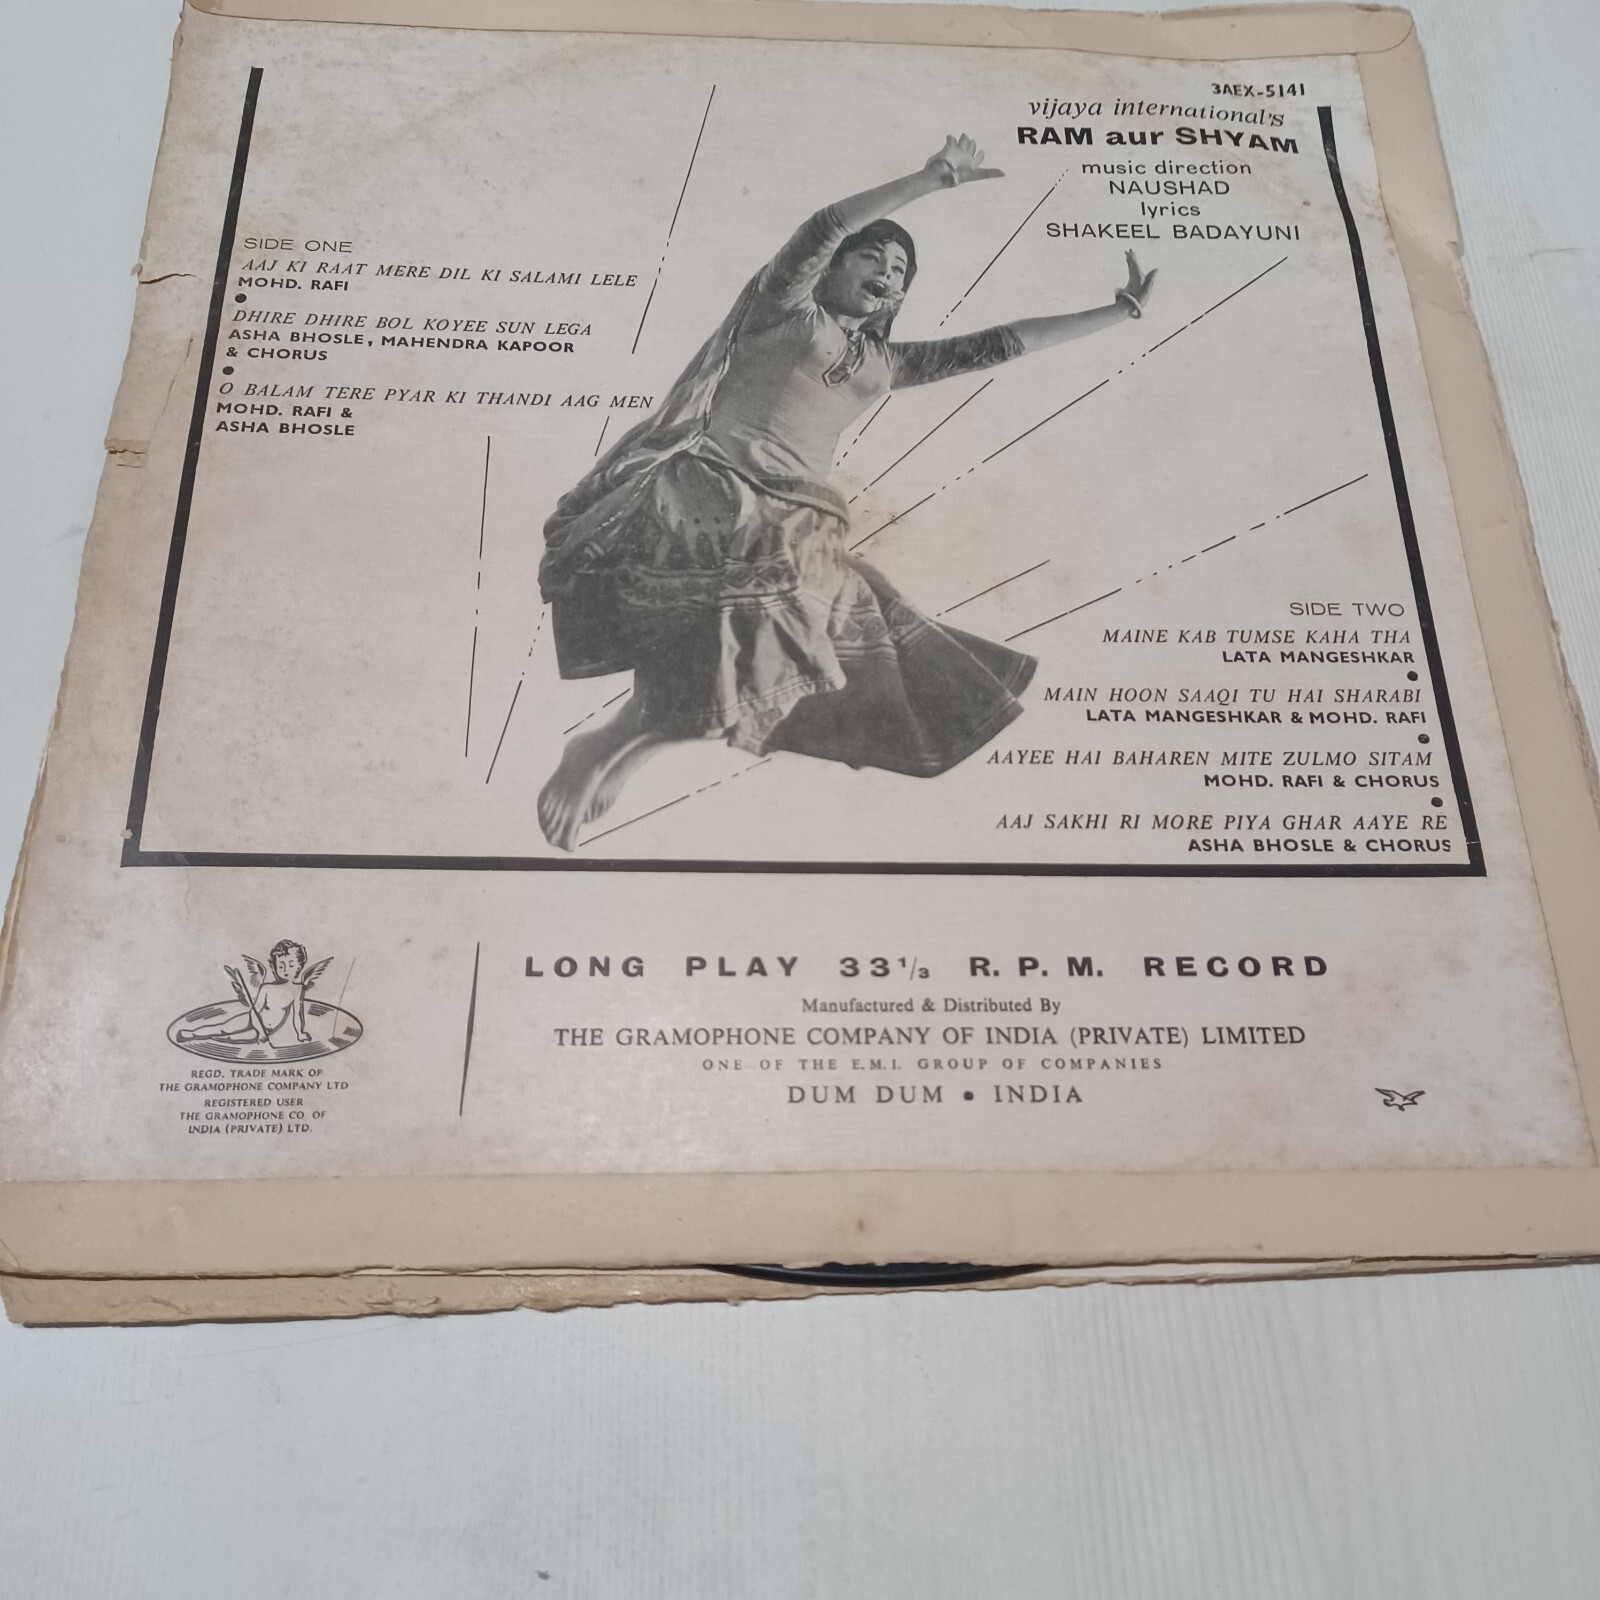 3AEX-5141
vijaya international's
RAM aur SHYAM
music direction
NAUSHAD
lyrics
SHAKEEL BADAYUNI
SIDE ONE
AAJ KI RAAT MERE DIL KI SALAMI LELE
MOHD. RAFI
DHIRE DHIRE BOL KOYEE SUN LEGA
ASHA BHOSLE, MAHENDRA KAPOOR
& CHORUS
O BALAM TERE PYAR KI THANDI AAG MEN
MOHD. RAFI &
ASHA BHOSLE
SIDE TWO
MAINE KAB TUMSE KAHA THA
LATA MANGESHKAR
MAIN HOON SAAQI TU HAI SHARABI
LATA MANGESHKAR & MOHD. RAFI
AAYEE HAI BAHAREN MITE ZULMO SITAM
MOHD. RAFI & CHORUS
AAJ SAKHI RI MORE PIYA GHAR AAYE RE
ASHA BHOSLE & CHORUS
REGD. TRADE MARK OF
THE GRAMOPHONE COMPANY LTD
REGISTERED USER
THE GRAMOPHONE CO. OF
INDIA (PRIVATE) LTD.
LONG PLAY 33 1/3 R. P. M. RECORD
Manufactured & Distributed By
THE GRAMOPHONE COMPANY OF INDIA (PRIVATE) LIMITED
ONE OF THE E.M.I. GROUP OF COMPANIES
DUM DUM • INDIA